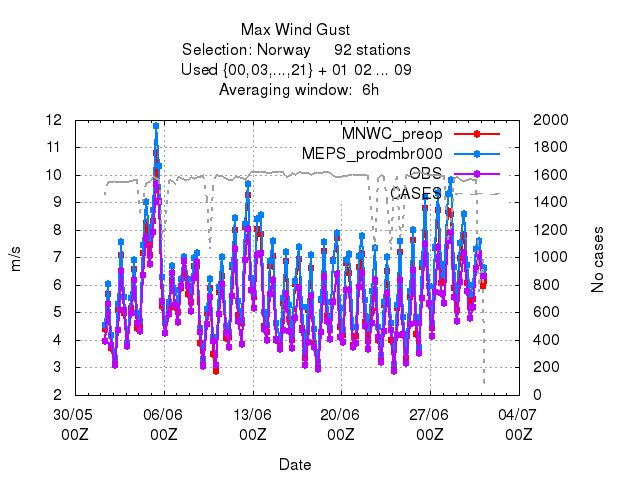 Max Wind Gust
Selection: Norway 92 stations
Used {00,03,...,21} + 01 02 ... 09
Averaging window: 6h
12 2000
11 1800
10 1600
9 1400
8 1200
7 1000
6 800
5 600
4 400
3 200
2 0
MNWC_preop
MEPS_prodmbr000
OBS
CASES
m/s
No cases
30/05 06/06 13/06 20/06 27/06 04/07
00Z 00Z 00Z 00Z 00Z 00Z
Date